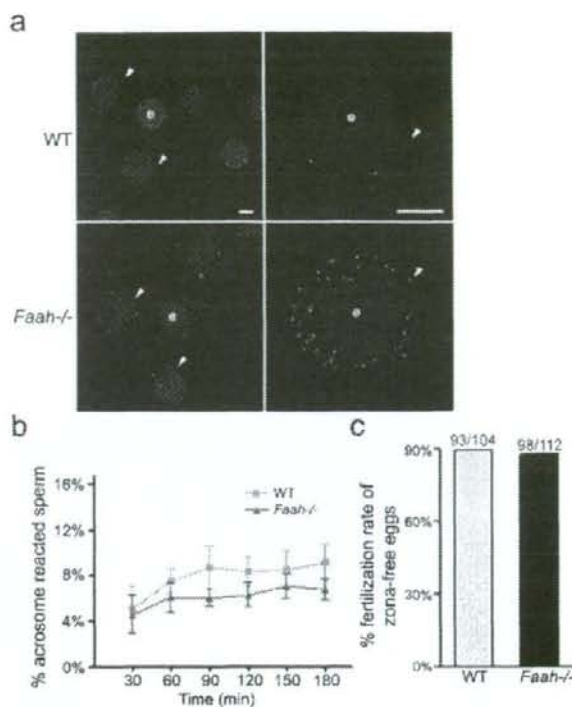 a
WT
Faah-/-
b
c
% acrosome reacted sperm
16%
12%
8%
4%
0%
WT
Faah-/-
30 60 90 120 150 180
Time (min)
% fertilization rate of
zona-free eggs
93/104 98/112
90%
60%
30%
0%
WT Faah-/-